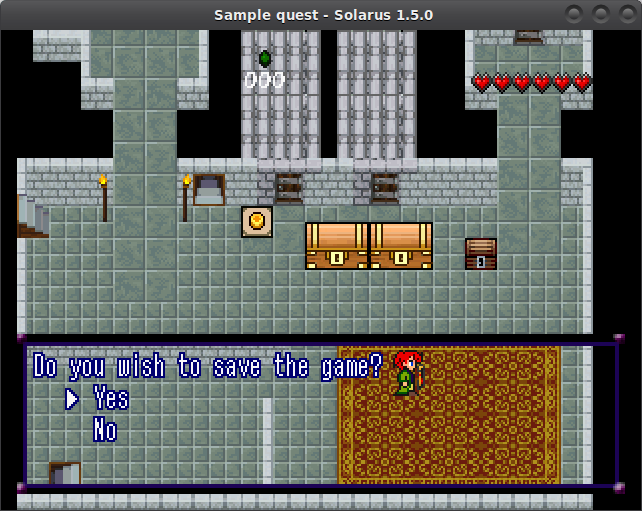 Sample quest - Solarus 1.5.0
000
Do you wish to save the game?
Yes
No